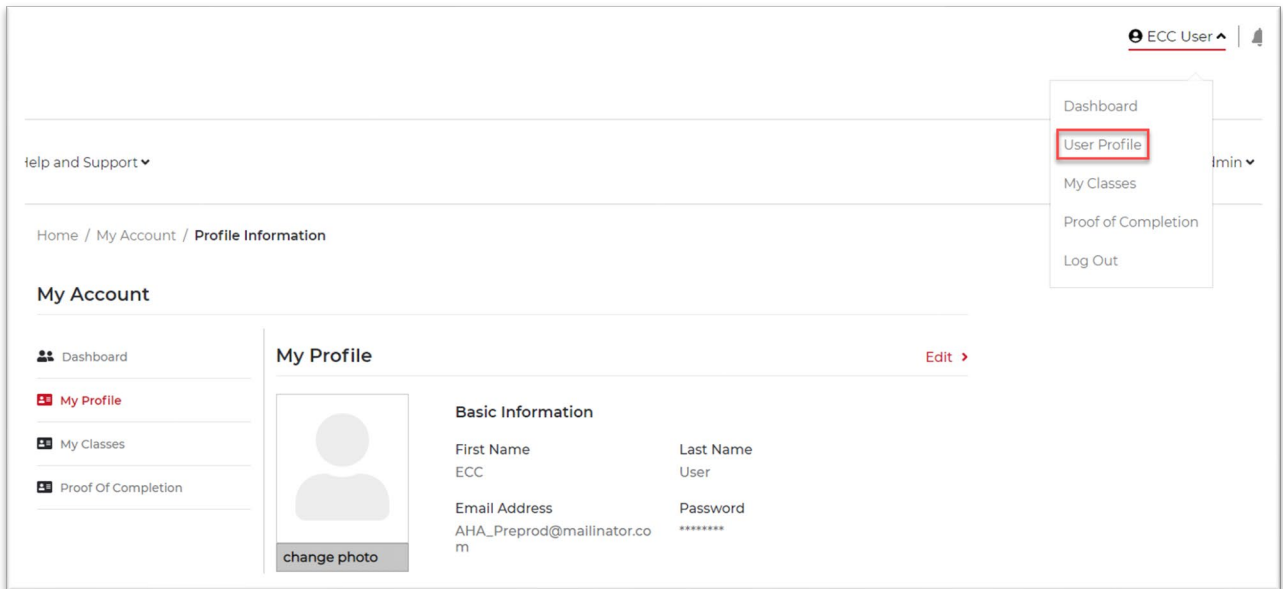 ECC User
Dashboard
User Profile
My Classes
Proof of Completion
Log Out
Help and Support
dmin
Home / My Account / Profile Information
My Account
Dashboard
My Profile
My Classes
Proof Of Completion
My Profile
Edit
change photo
Basic Information
First Name Last Name
ECC User
Email Address Password
AHA_Preprod@mailinator.co ********
m